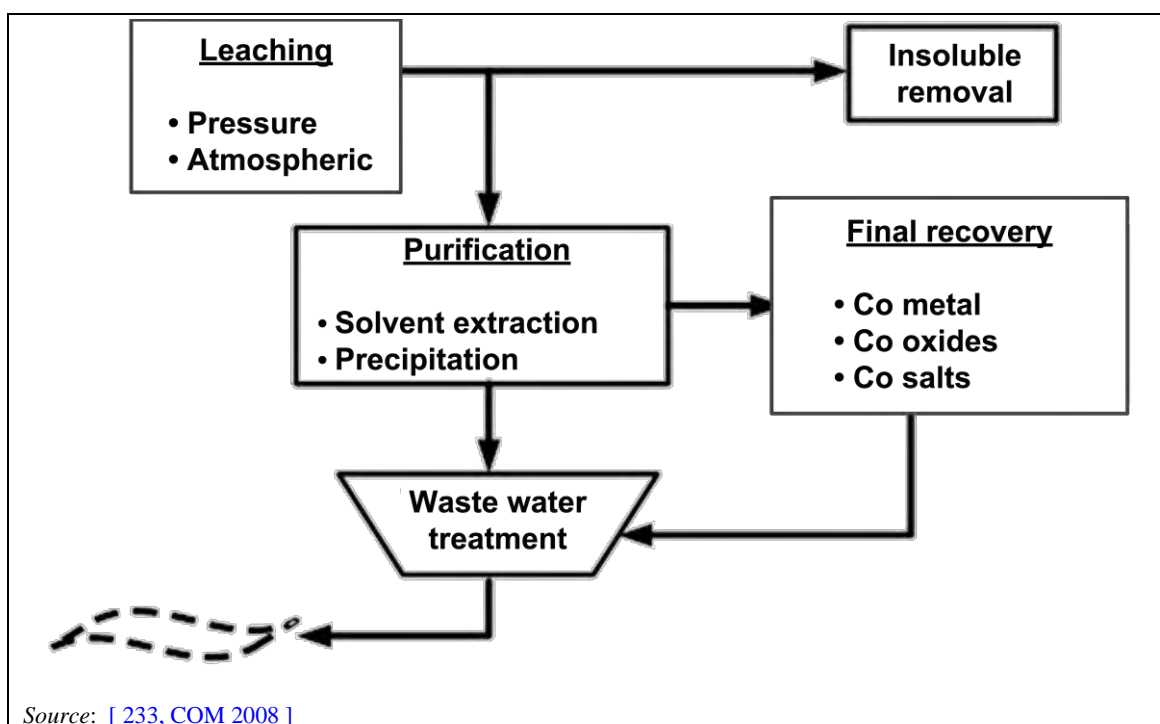 Leaching
• Pressure
• Atmospheric
Insoluble
removal
Purification
• Solvent extraction
• Precipitation
Final recovery
• Co metal
• Co oxides
• Co salts
Waste water
treatment
Source: [ 233, COM 2008 ]